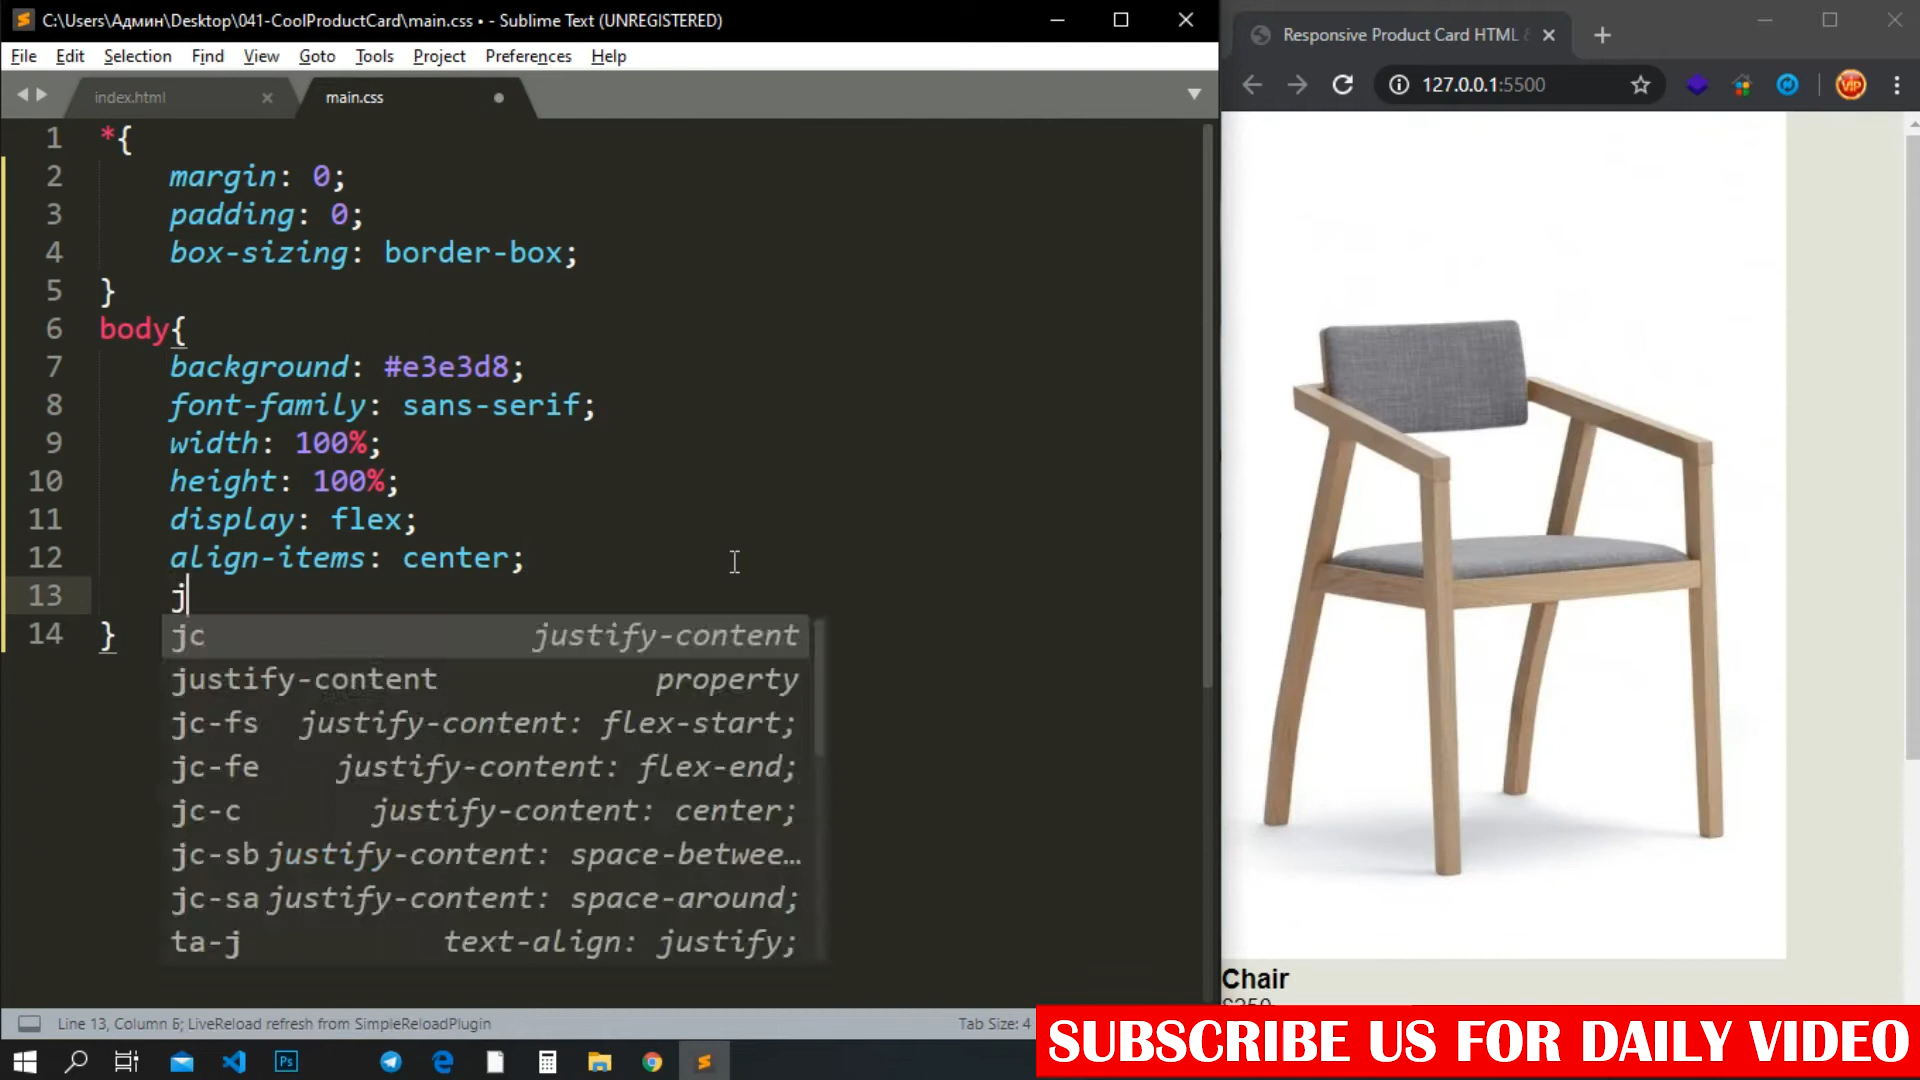 C:\Users\Админ\Desktop\041-CoolProductCard\main.css • - Sublime Text (UNREGISTERED)
File Edit Selection Find View Goto Tools Project Preferences Help
index.html main.css
1 *{
2 margin: 0;
3 padding: 0;
4 box-sizing: border-box;
5 }
6 body{
7 background: #e3e3d8;
8 font-family: sans-serif;
9 width: 100%;
10 height: 100%;
11 display: flex;
12 align-items: center;
13 j
14 }
jc justify-content
justify-content property
jc-fs justify-content: flex-start;
jc-fe justify-content: flex-end;
jc-c justify-content: center;
jc-sb justify-content: space-betwee…
jc-sa justify-content: space-around;
ta-j text-align: justify;
Line 13, Column 5; LiveReload refresh from SimpleReloadPlugin
Tab Size: 4
Responsive Product Card HTML &
127.0.0.1:5500
VIP
Chair
SUBSCRIBE US FOR DAILY VIDEO
Ps